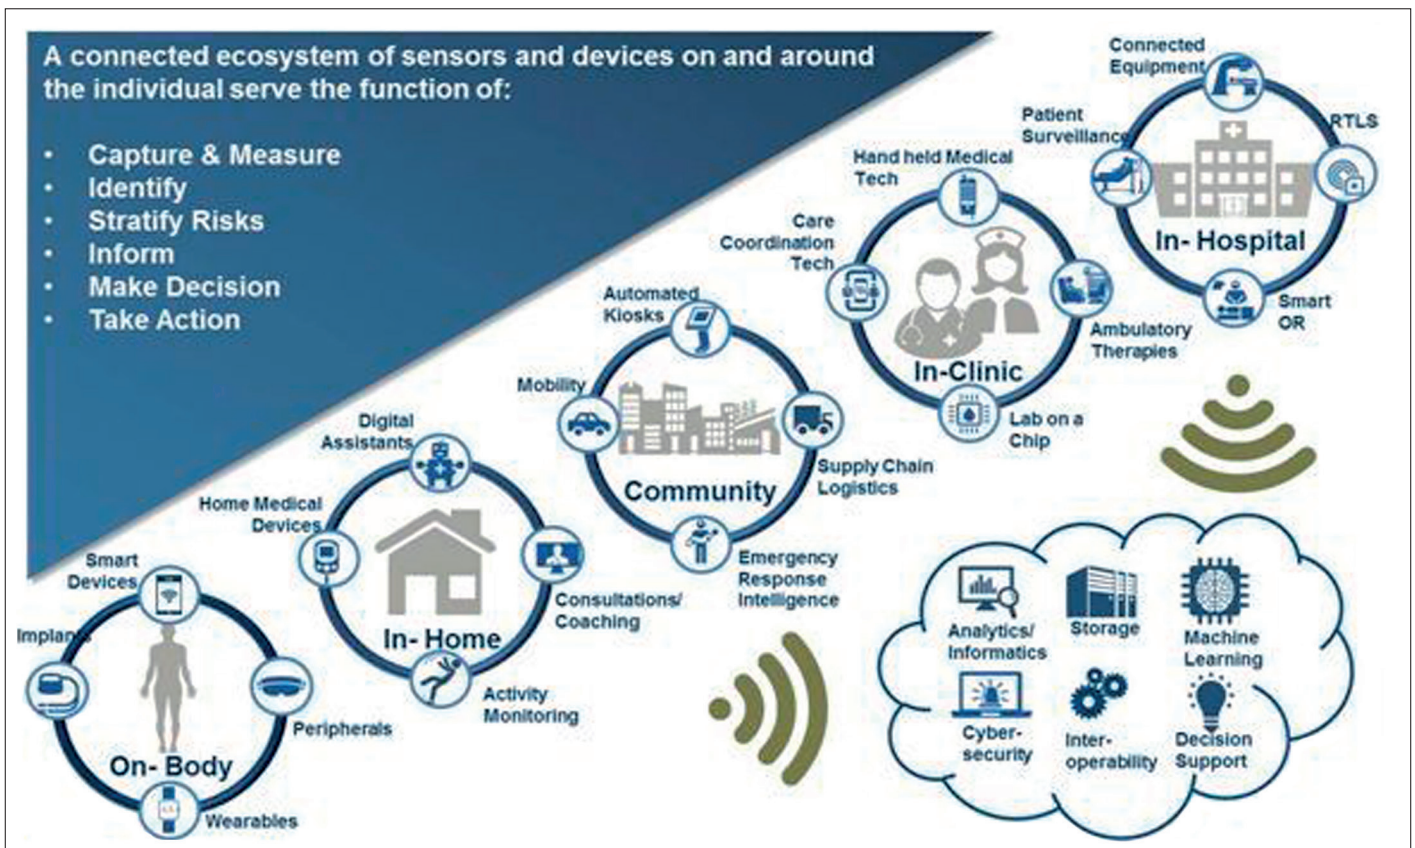 A connected ecosystem of sensors and devices on and around
the individual serve the function of:
• Capture & Measure
• Identify
• Stratify Risks
• Inform
• Make Decision
• Take Action
Connected
Equipment
Patient
Surveillance
RTLS
In- Hospital
Smart
OR
Hand held Medical
Tech
Care
Coordination
Tech
Ambulatory
Therapies
In-Clinic
Lab on a
Chip
Automated
Kiosks
Mobility
Supply Chain
Logistics
Community
Emergency
Response
Intelligence
Digital
Assistants
Home Medical
Devices
Consultations/
Coaching
In- Home
Activity
Monitoring
Smart
Devices
Implants
Peripherals
On- Body
Wearables
Analytics/
Informatics
Storage
Machine
Learning
Cyber-
security
Inter-
operability
Decision
Support